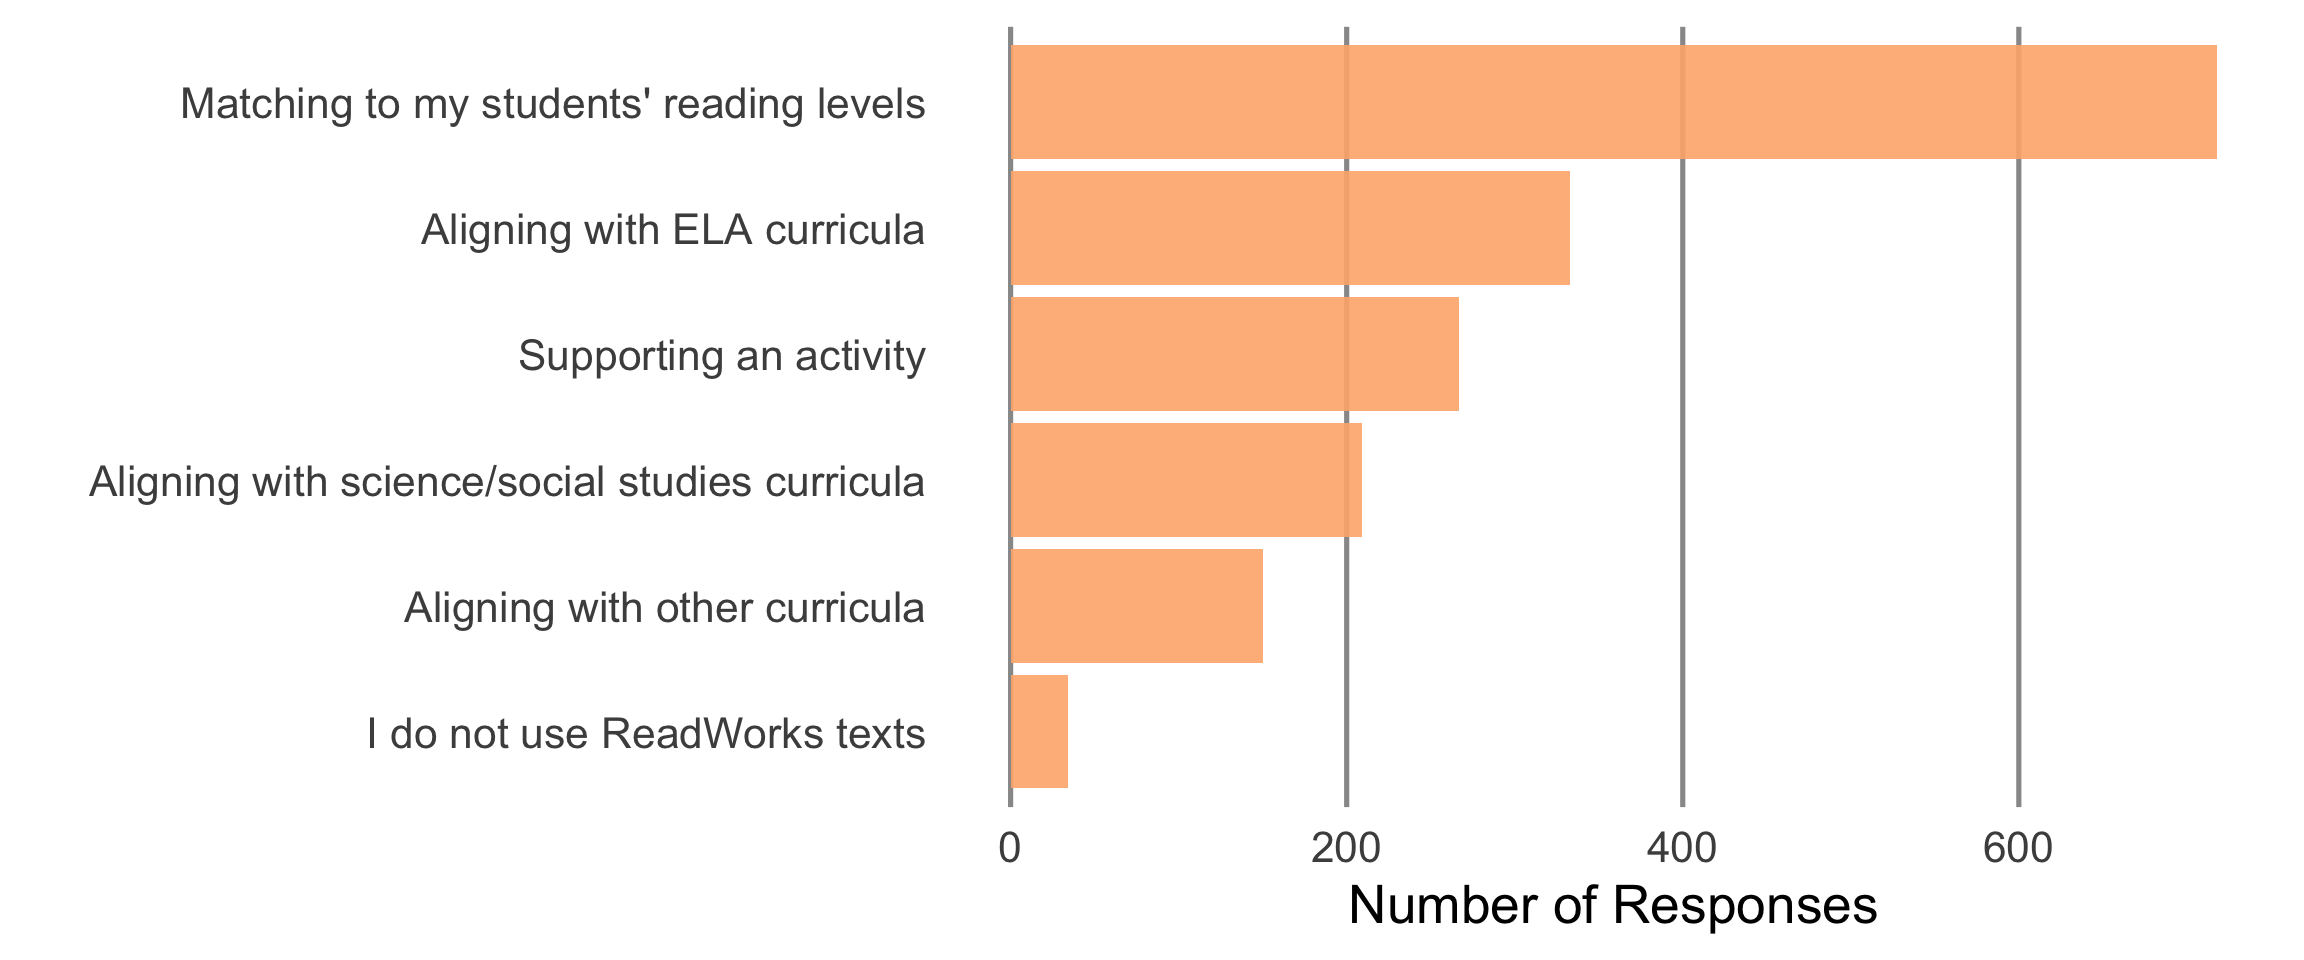 Matching to my students' reading levels
Aligning with ELA curricula
Supporting an activity
Aligning with science/social studies curricula
Aligning with other curricula
I do not use ReadWorks texts
0 200 400 600
Number of Responses